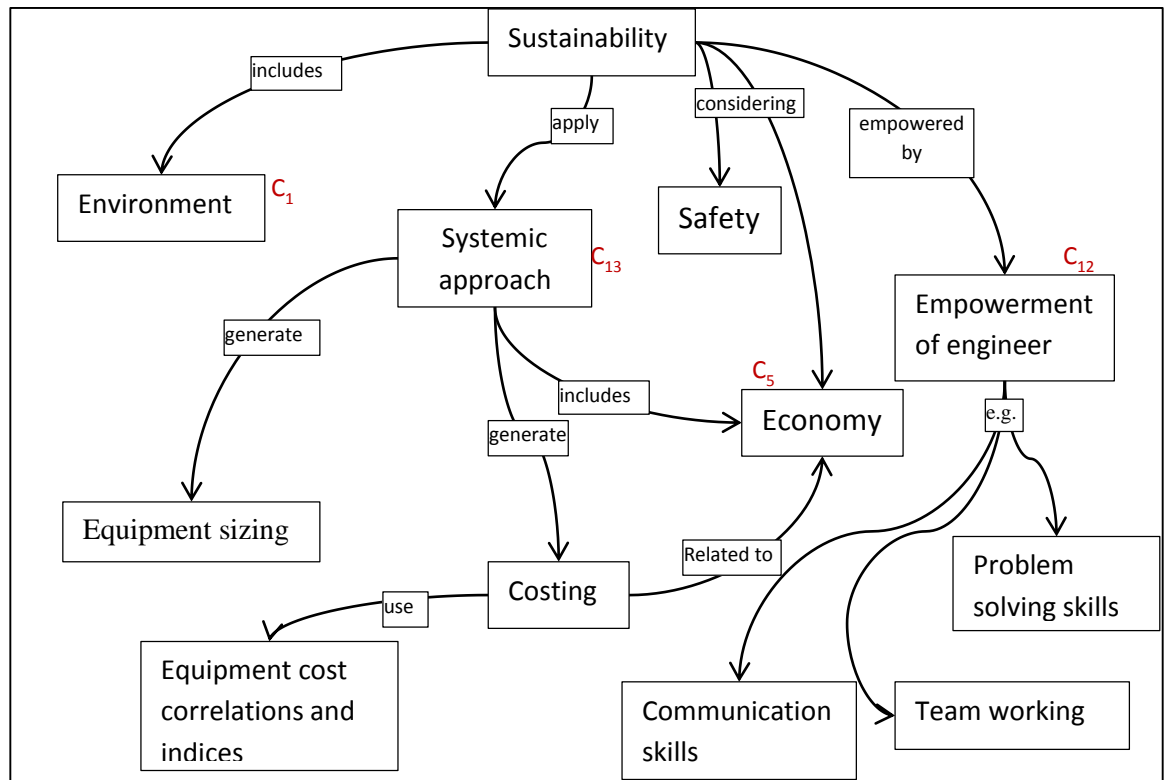 Sustainability
includes
considering
apply
empowered
by
Environment
C1
Safety
Systemic
approach
C13
C12
Empowerment
of engineer
generate
C5
includes
Economy
e.g.
generate
Equipment sizing
Related to
Problem
solving skills
Costing
use
Equipment cost
correlations and
indices
Communication
skills
Team working